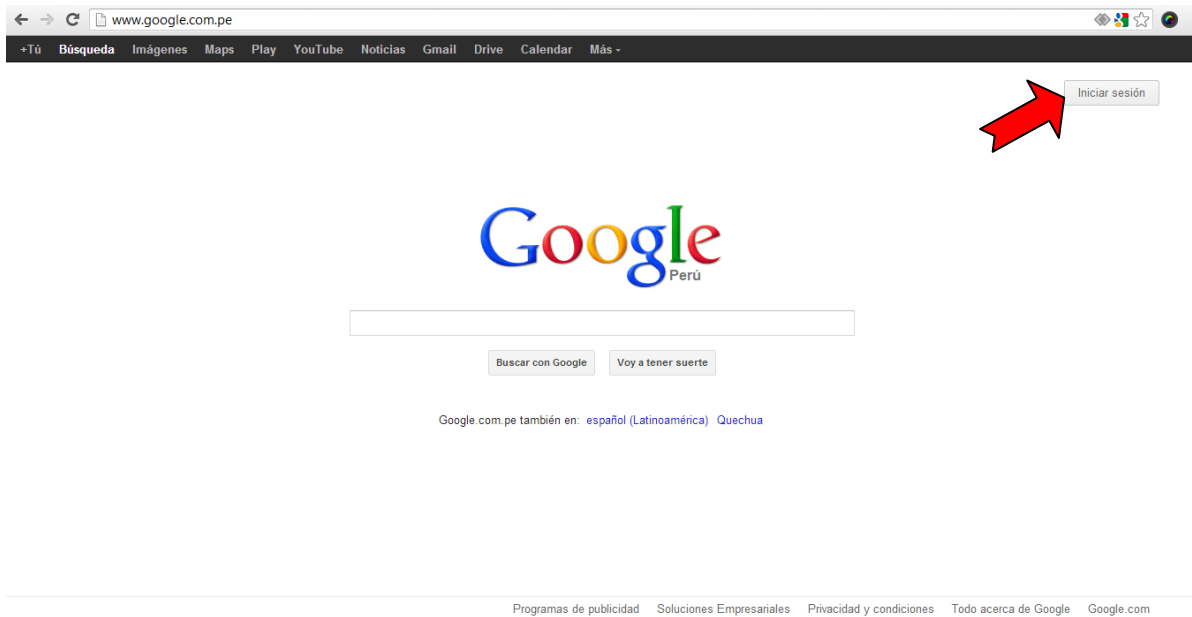 www.google.com.pe
+Tú Búsqueda Imágenes Maps Play YouTube Noticias Gmail Drive Calendar Más
Iniciar sesión
Google
Perú
Buscar con Google Voy a tener suerte
Google.com.pe también en: español (Latinoamérica) Quechua
Programas de publicidad Soluciones Empresariales Privacidad y condiciones Todo acerca de Google Google.com